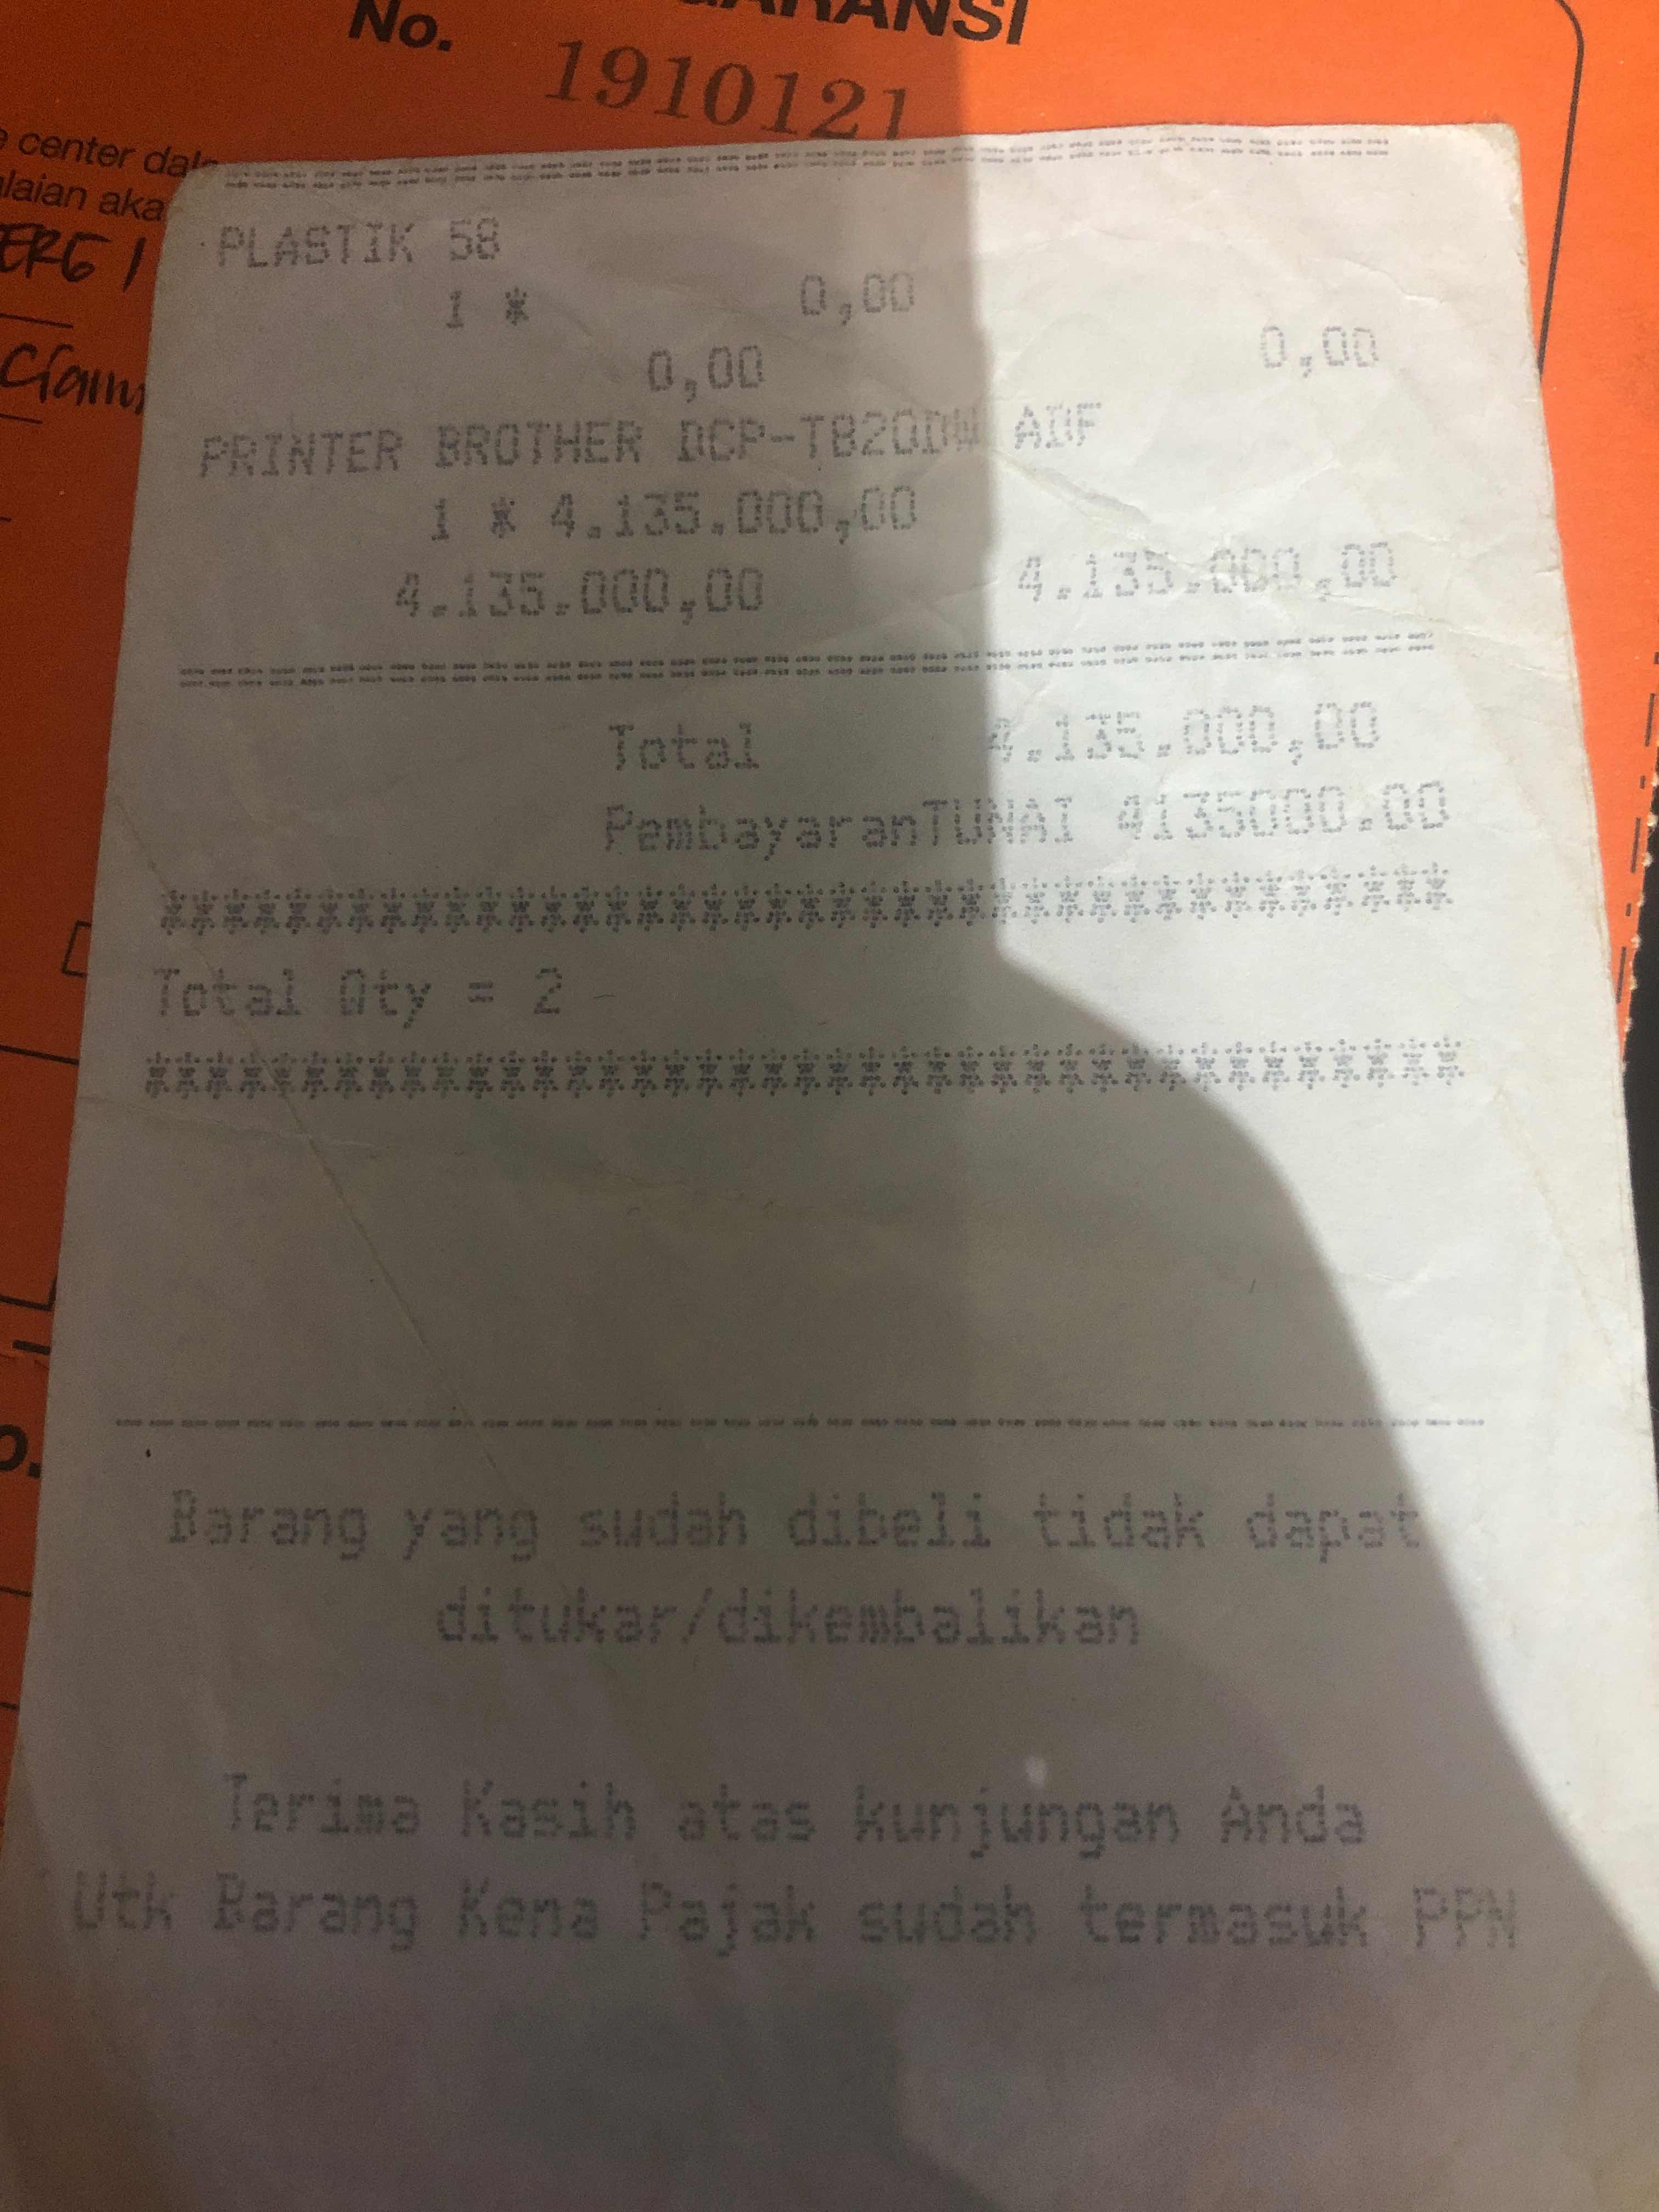 No.
GARANSI
1910121
center
aka
PLASTIK 58
1 * 0,00
0,00 0,00
PRINTER BROTHER DCP-T820DW ADF
1 * 4.135.000,00
4.135.000,00 4.135.000,00
Total 4.135.000,00
PembayaranTUNAI 4135000.00
****************************************
Total Qty = 2
****************************************
Barang yang sudah dibeli tidak dapat
ditukar/dikembalikan
Terima Kasih atas kunjungan Anda
Utk Barang Kena Pajak sudah termasuk PPN